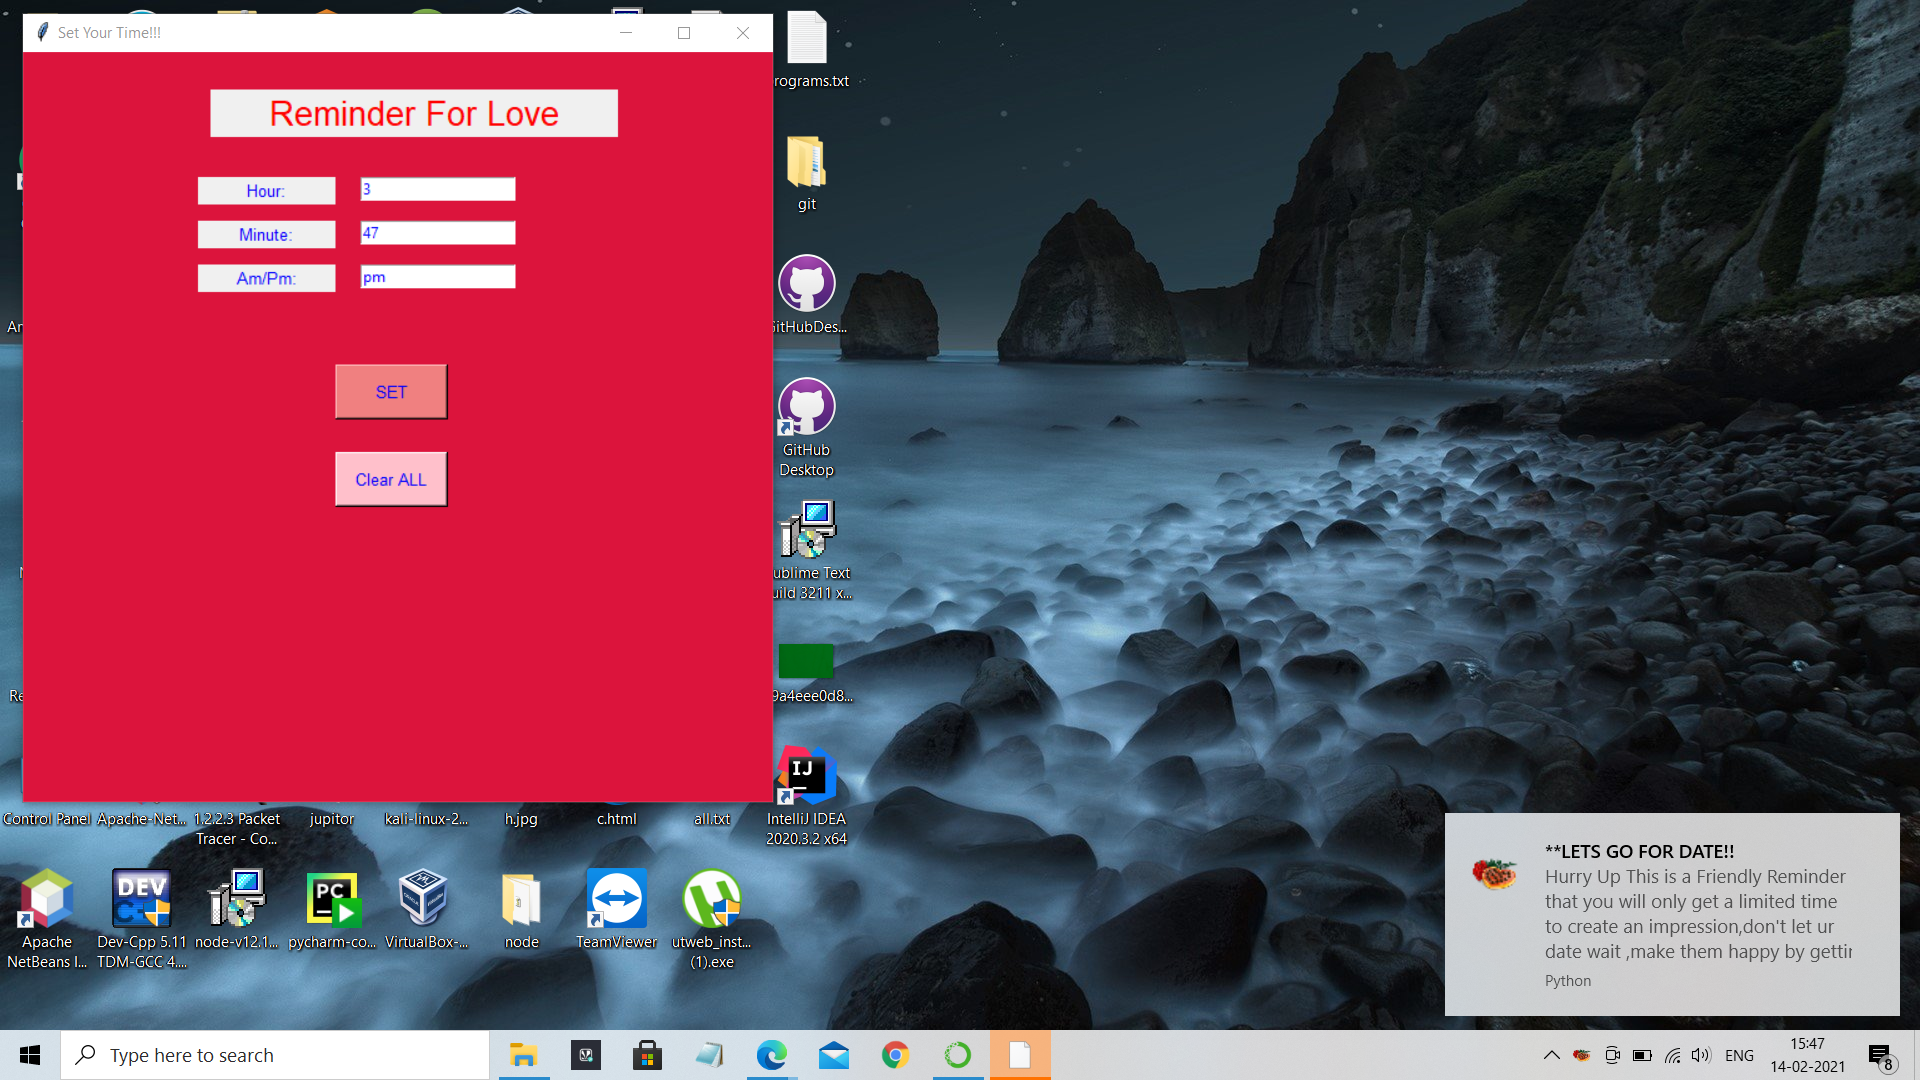 Set Your Time!!!
Reminder For Love
Hour:
3
Minute:
47
Am/Pm:
pm
SET
Clear ALL
rograms.txt
git
GitHubDes...
GitHub
Desktop
ublime Text
uild 3211 x...
9a4eee0d8...
Ar
Re
IJ
Control Panel
Apache-Net...
1.2.2.3 Packet
Tracer - Co...
jupitor
kali-linux-2...
h.jpg
c.html
all.txt
IntelliJ IDEA
2020.3.2 x64
DEV
PC
Apache
NetBeans I...
Dev-Cpp 5.11
TDM-GCC 4....
node-v12.1...
pycharm-co...
VirtualBox-...
node
TeamViewer
utweb_inst...
(1).exe
**LETS GO FOR DATE!!
Hurry Up This is a Friendly Reminder
that you will only get a limited time
to create an impression,don't let ur
date wait ,make them happy by gettir
Python
Type here to search
ENG
15:47
14-02-2021
8